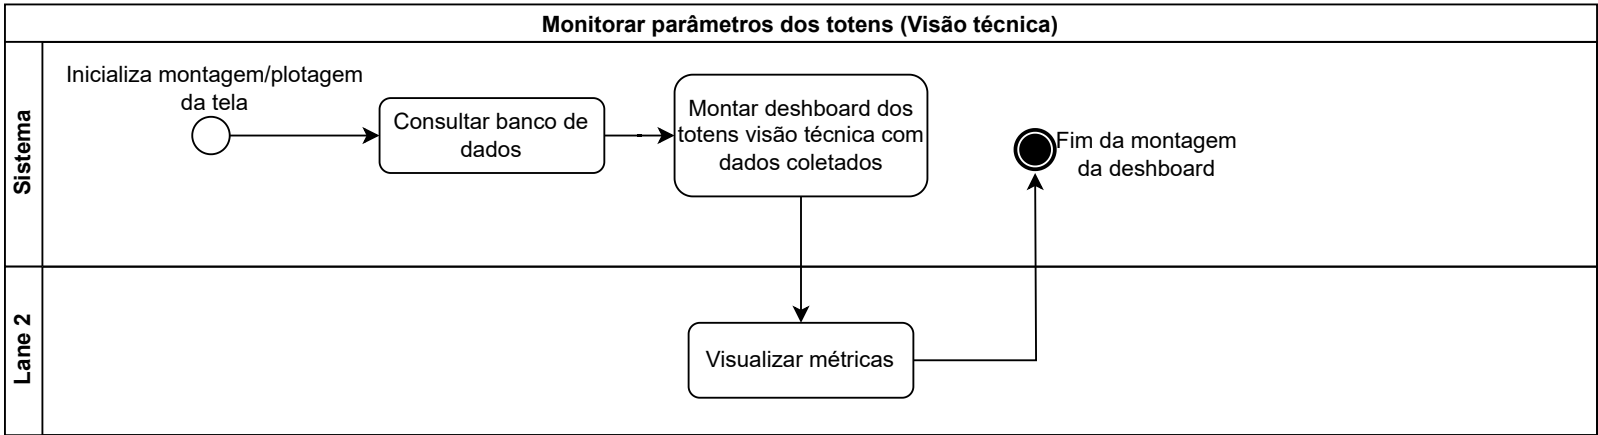 Monitorar parâmetros dos totens (Visão técnica)
Sistema
Inicializa montagem/plotagem
da tela
Consultar banco de
dados
Montar deshboard dos
totens visão técnica com
dados coletados
Fim da montagem
da deshboard
Lane 2
Visualizar métricas